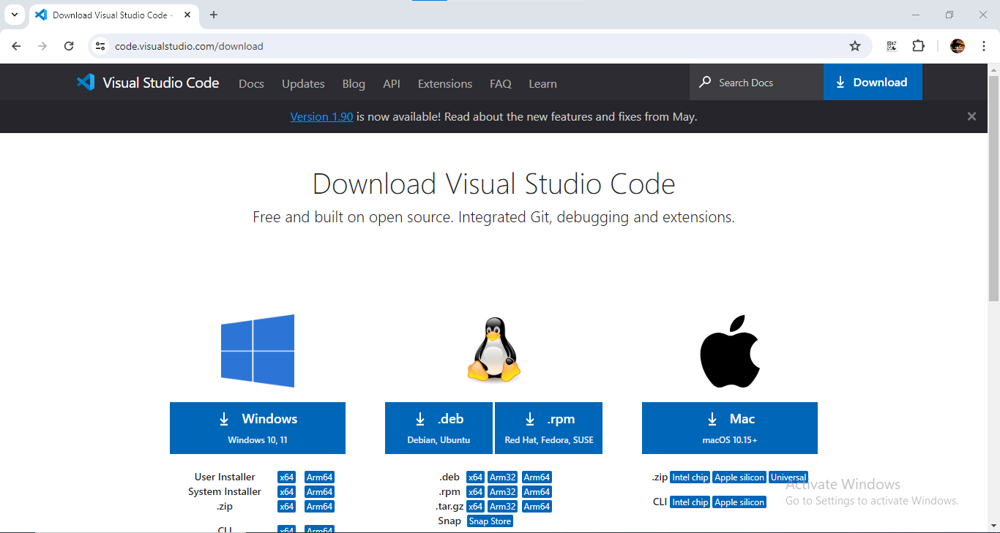 Download Visual Studio Code -
code.visualstudio.com/download
Visual Studio Code Docs Updates Blog API Extensions FAQ Learn Search Docs Download
Version 1.90 is now available! Read about the new features and fixes from May.
Download Visual Studio Code
Free and built on open source. Integrated Git, debugging and extensions.
Windows
Windows 10, 11
User Installer x64 Arm64
System Installer x64 Arm64
.zip x64 Arm64
CLI x64 Arm64
.deb
Debian, Ubuntu
.rpm
Red Hat, Fedora, SUSE
.deb x64 Arm32 Arm64
.rpm x64 Arm32 Arm64
.tar.gz x64 Arm32 Arm64
Snap Snap Store
Mac
macOS 10.15+
.zip Intel chip Apple silicon Universal
CLI Intel chip Apple silicon
Activate Windows
Go to Settings to activate Windows.